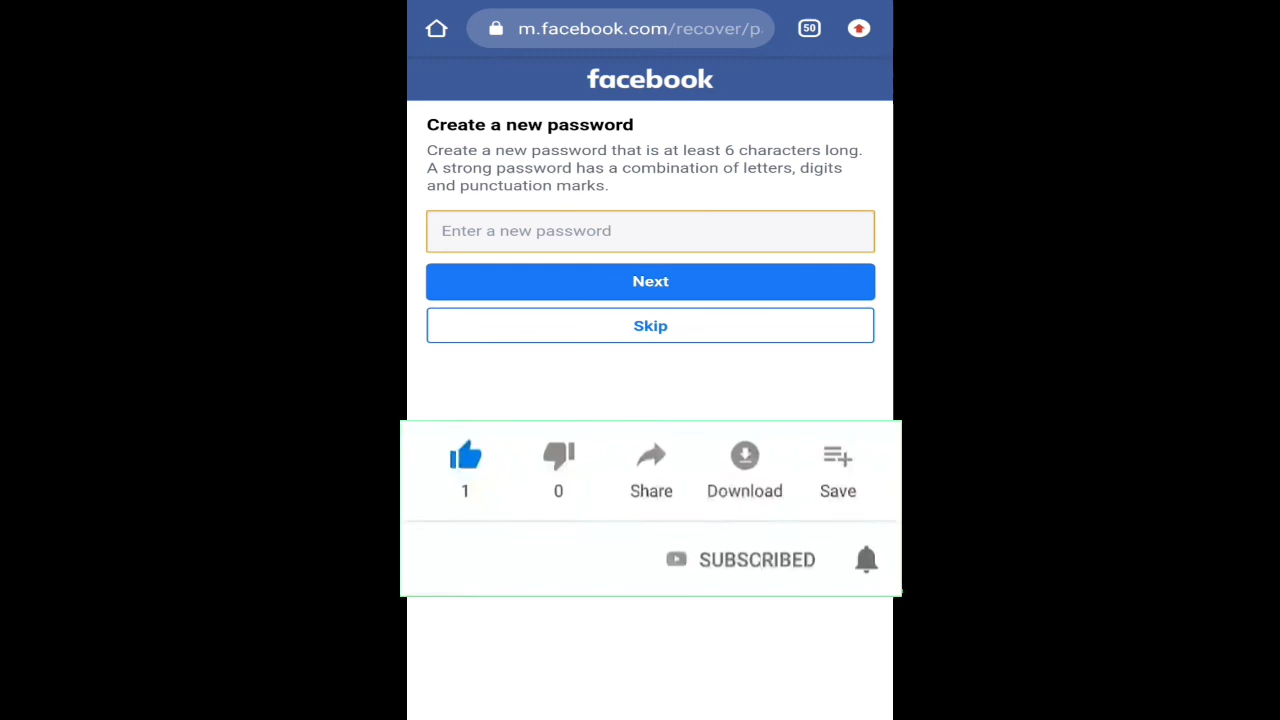 m.facebook.com/recover/p
50
facebook
Create a new password
Create a new password that is at least 6 characters long.
A strong password has a combination of letters, digits
and punctuation marks.
Enter a new password
Next
Skip
1
0
Share
Download
Save
SUBSCRIBED